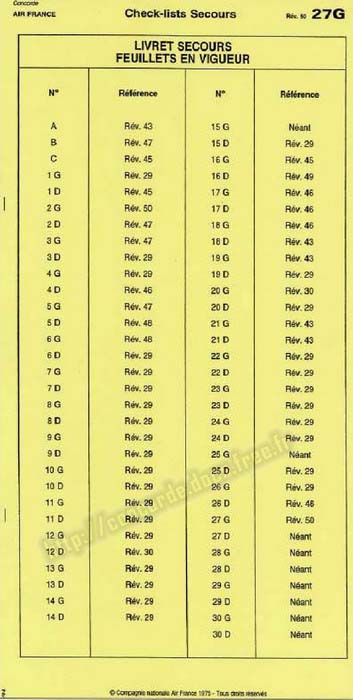 Concorde
AIR FRANCE Check-lists Secours Rév. 50 27G
LIVRET SECOURS
FEUILLETS EN VIGUEUR
N° Référence N° Référence
A Rév. 43 15 G Néant
B Rév. 47 15 D Rév. 29
C Rév. 45 16 G Rév. 45
1 G Rév. 29 16 D Rév. 49
1 D Rév. 45 17 G Rév. 46
2 G Rév. 50 17 D Rév. 46
2 D Rév. 47 18 G Rév. 46
3 G Rév. 47 18 D Rév. 43
3 D Rév. 29 19 G Rév. 43
4 G Rév. 29 19 D Rév. 29
4 D Rév. 46 20 G Rév. 30
5 G Rév. 47 20 D Rév. 29
5 D Rév. 48 21 G Rév. 43
6 G Rév. 48 21 D Rév. 43
6 D Rév. 29 22 G Rév. 29
7 G Rév. 29 22 D Rév. 29
7 D Rév. 29 23 G Rév. 29
8 G Rév. 29 23 D Rév. 29
8 D Rév. 29 24 G Rév. 29
9 G Rév. 29 24 D Rév. 29
9 D Rév. 29 25 G Néant
10 G Rév. 29 25 D Rév. 29
10 D Rév. 29 26 G Rév. 29
11 G Rév. 29 26 D Rév. 46
11 D Rév. 29 27 G Rév. 50
12 G Rév. 29 27 D Néant
12 D Rév. 30 28 G Néant
13 G Rév. 29 28 D Néant
13 D Rév. 29 29 G Néant
14 G Rév. 29 29 D Néant
14 D Rév. 29 30 G Néant
30 D Néant
http://concorde.dom.free.fr
© Compagnie nationale Air France 1975 - Tous droits réservés